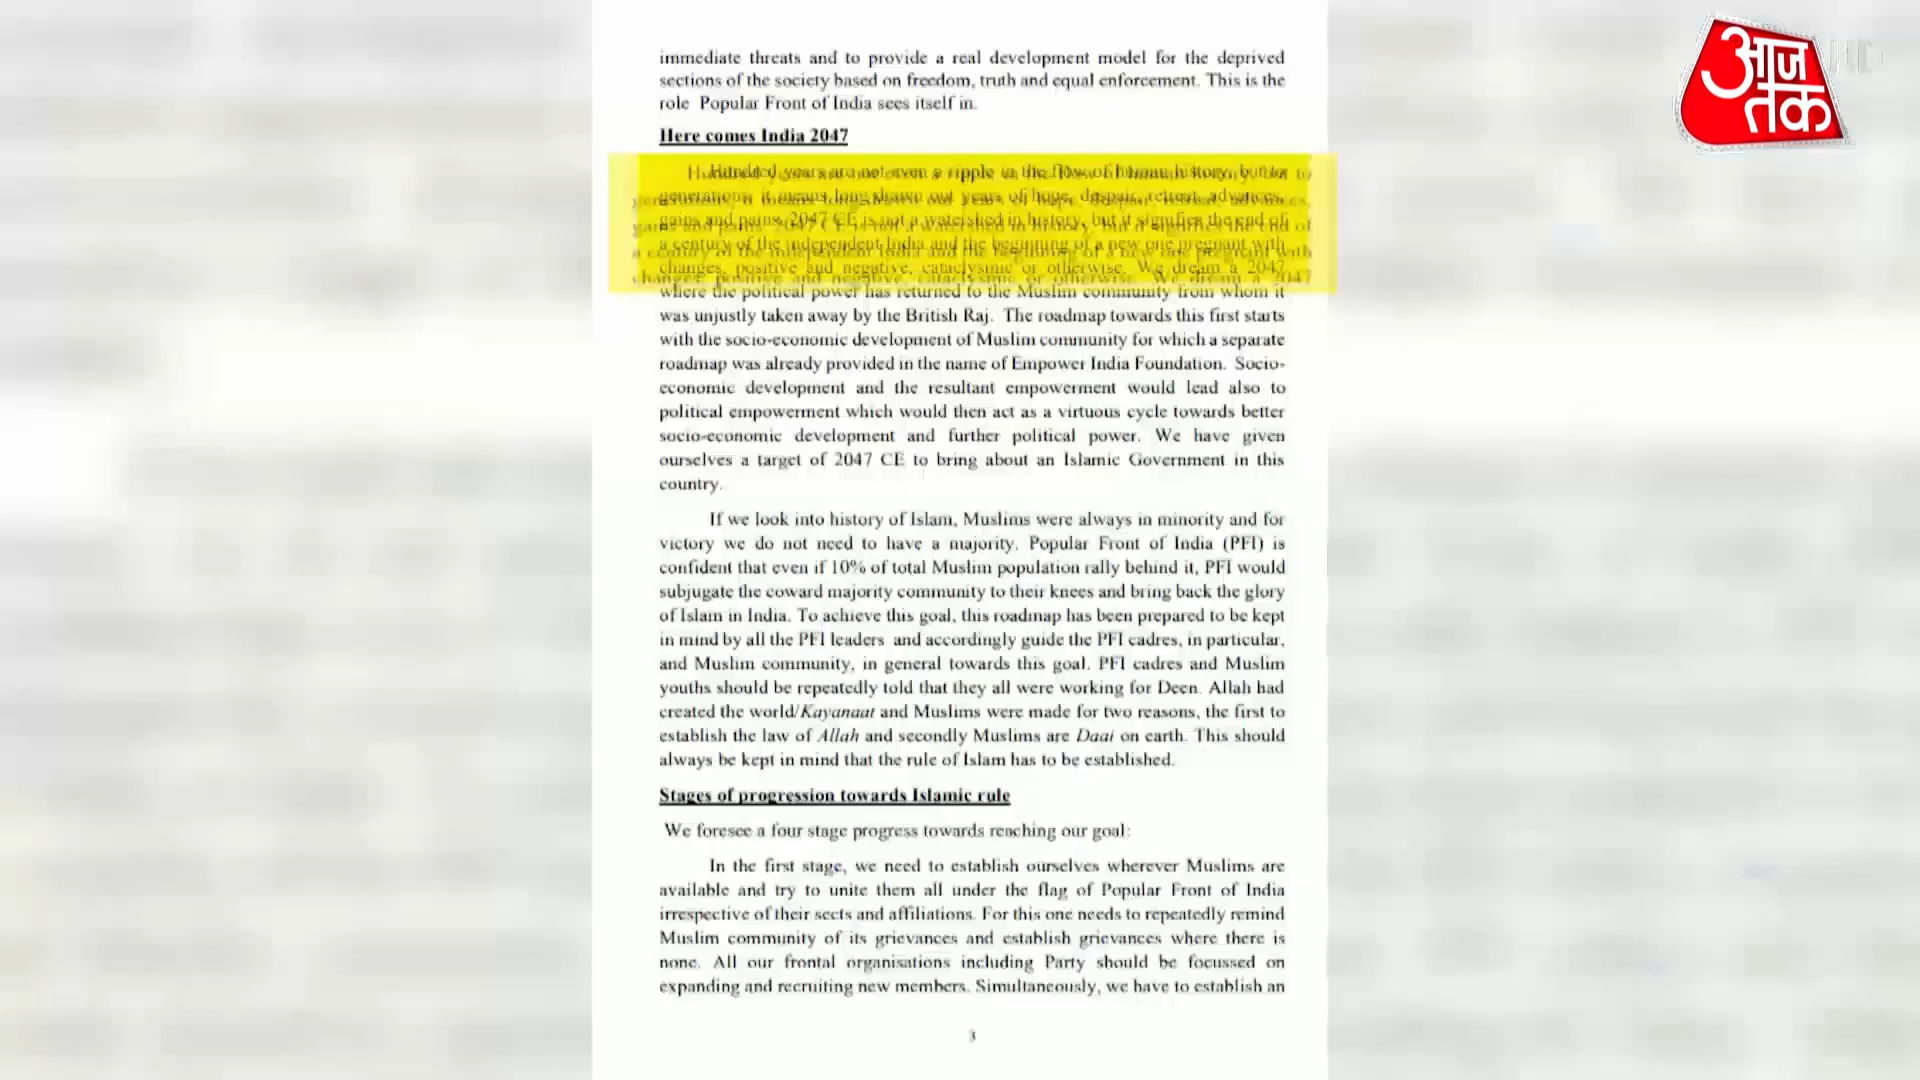 आज तक
HD
immediate threats and to provide a real development model for the deprived
sections of the society based on freedom, truth and equal enforcement. This is the
role Popular Front of India sees itself in.
Here comes India 2047
Hundred years are not even a ripple in the flow of human history, but to
generations, it means long drawn out years of hope, despair, retreat, advances,
gains and pains. 2047 CE is not a watershed in history, but it signifies the end of
a century of the independent India and the beginning of a new one pregnant with
changes, positive and negative, cataclysmic or otherwise. We dream a 2047
where the political power has returned to the Muslim community from whom it
was unjustly taken away by the British Raj. The roadmap towards this first starts
with the socio-economic development of Muslim community for which a separate
roadmap was already provided in the name of Empower India Foundation. Socio-
economic development and the resultant empowerment would lead also to
political empowerment which would then act as a virtuous cycle towards better
socio-economic development and further political power. We have given
ourselves a target of 2047 CE to bring about an Islamic Government in this
country.
If we look into history of Islam, Muslims were always in minority and for
victory we do not need to have a majority. Popular Front of India (PFI) is
confident that even if 10% of total Muslim population rally behind it, PFI would
subjugate the coward majority community to their knees and bring back the glory
of Islam in India. To achieve this goal, this roadmap has been prepared to be kept
in mind by all the PFI leaders and accordingly guide the PFI cadres, in particular,
and Muslim community, in general towards this goal. PFI cadres and Muslim
youths should be repeatedly told that they all were working for Deen. Allah had
created the world/Kayanaat and Muslims were made for two reasons, the first to
establish the law of Allah and secondly Muslims are Daai on earth. This should
always be kept in mind that the rule of Islam has to be established.
Stages of progression towards Islamic rule
We foresee a four stage progress towards reaching our goal:
In the first stage, we need to establish ourselves wherever Muslims are
available and try to unite them all under the flag of Popular Front of India
irrespective of their sects and affiliations. For this one needs to repeatedly remind
Muslim community of its grievances and establish grievances where there is
none. All our frontal organisations including Party should be focussed on
expanding and recruiting new members. Simultaneously, we have to establish an
3